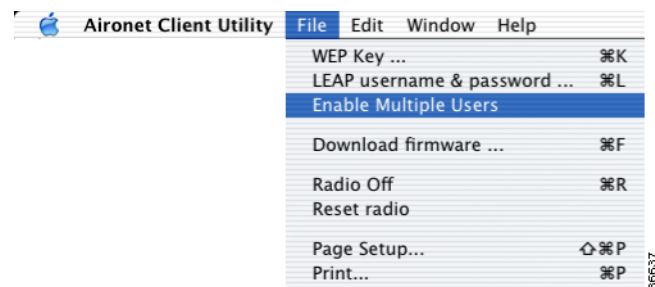 Aironet Client Utility File Edit Window Help
WEP Key ... ⌘K
LEAP username & password ... ⌘L
Enable Multiple Users
Download firmware ... ⌘F
Radio Off ⌘R
Reset radio
Page Setup... ⇧⌘P
Print... ⌘P